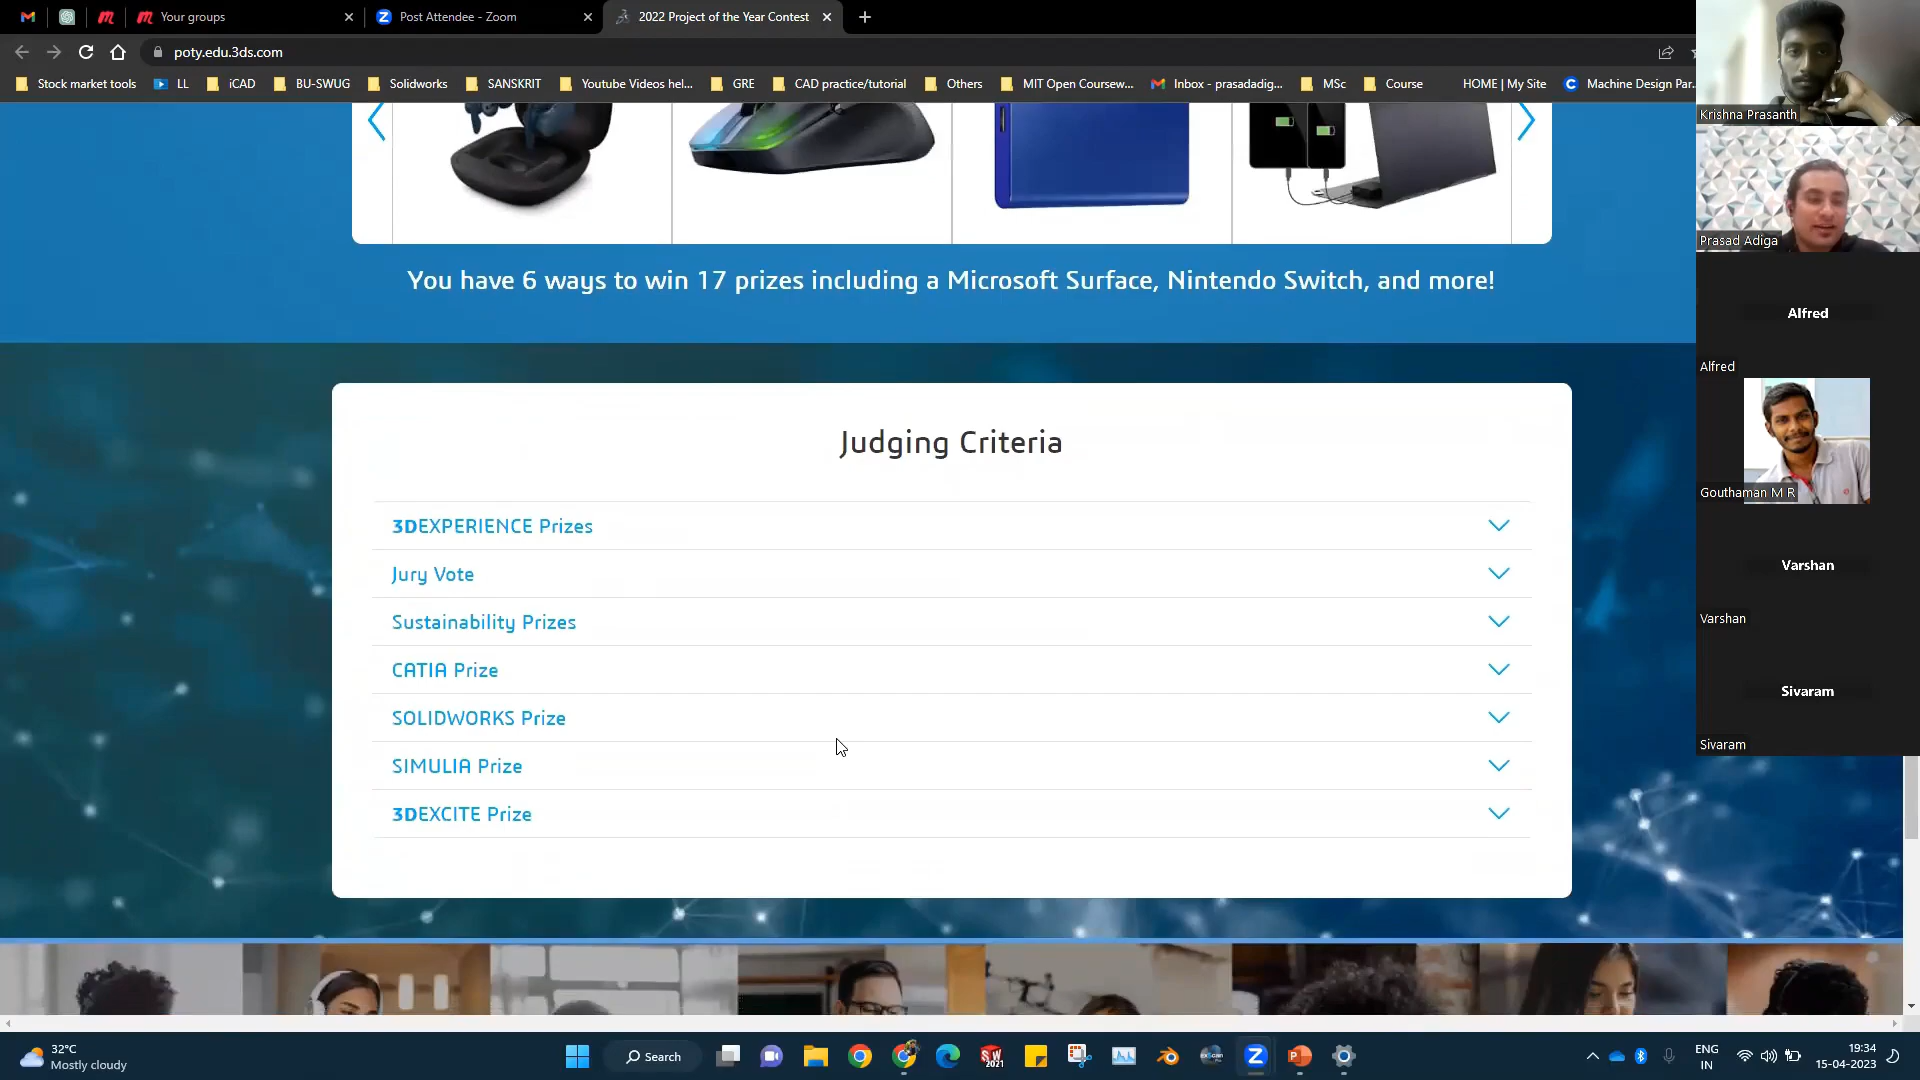 Your groups
Post Attendee - Zoom
2022 Project of the Year Contest
poty.edu.3ds.com
Stock market tools
LL
iCAD
BU-SWUG
Solidworks
SANSKRIT
Youtube Videos hel...
GRE
CAD practice/tutorial
Others
MIT Open Coursew...
Inbox - prasadadig...
MSc
Course
HOME | My Site
Machine Design Par...
Krishna Prasanth
Prasad Adiga
Alfred
Alfred
Gouthaman M R
Varshan
Varshan
Sivaram
Sivaram
You have 6 ways to win 17 prizes including a Microsoft Surface, Nintendo Switch, and more!
Judging Criteria
3DEXPERIENCE Prizes
Jury Vote
Sustainability Prizes
CATIA Prize
SOLIDWORKS Prize
SIMULIA Prize
3DEXCITE Prize
32°C
Mostly cloudy
Search
SW
2021
ENG
IN
19:34
15-04-2023